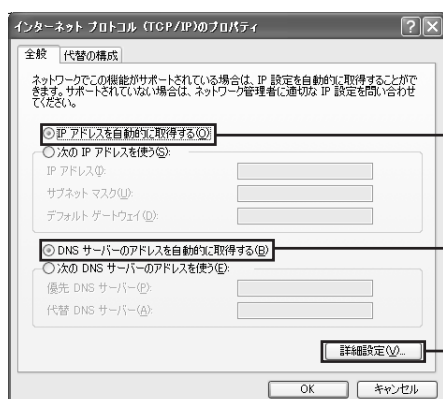 インターネット プロトコル (TCP/IP)のプロパティ
全般 代替の構成
ネットワークでこの機能がサポートされている場合は、IP 設定を自動的に取得することがで
きます。サポートされていない場合は、ネットワーク管理者に適切な IP 設定を問い合わせ
てください。
IP アドレスを自動的に取得する(O)
次の IP アドレスを使う(S):
IP アドレス(I):
サブネット マスク(U):
デフォルト ゲートウェイ(D):
DNS サーバーのアドレスを自動的に取得する(B)
次の DNS サーバーのアドレスを使う(E):
優先 DNS サーバー(P):
代替 DNS サーバー(A):
詳細設定(V)...
OK キャンセル